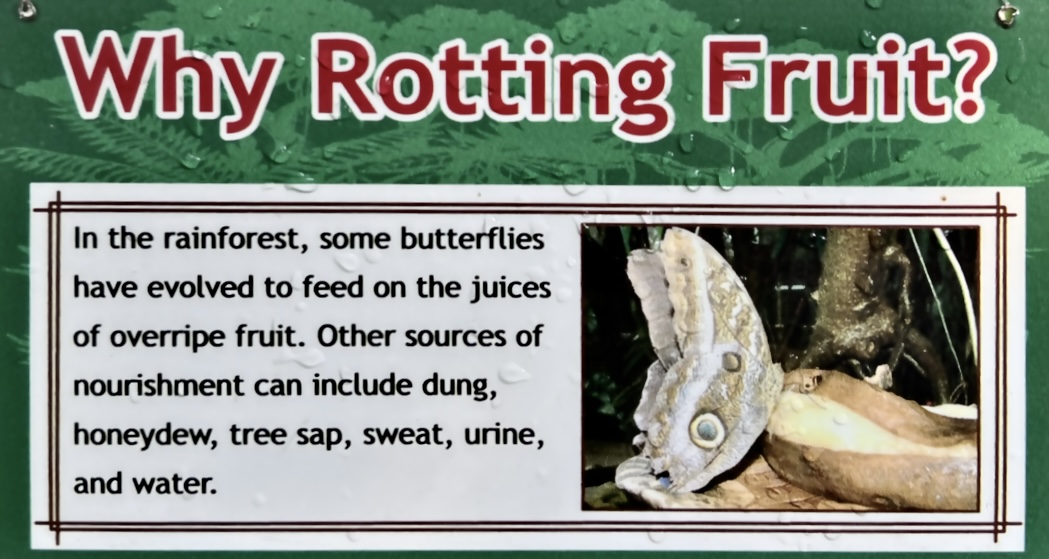 Why Rotting Fruit?
In the rainforest, some butterflies
have evolved to feed on the juices
of overripe fruit. Other sources of
nourishment can include dung,
honeydew, tree sap, sweat, urine,
and water.